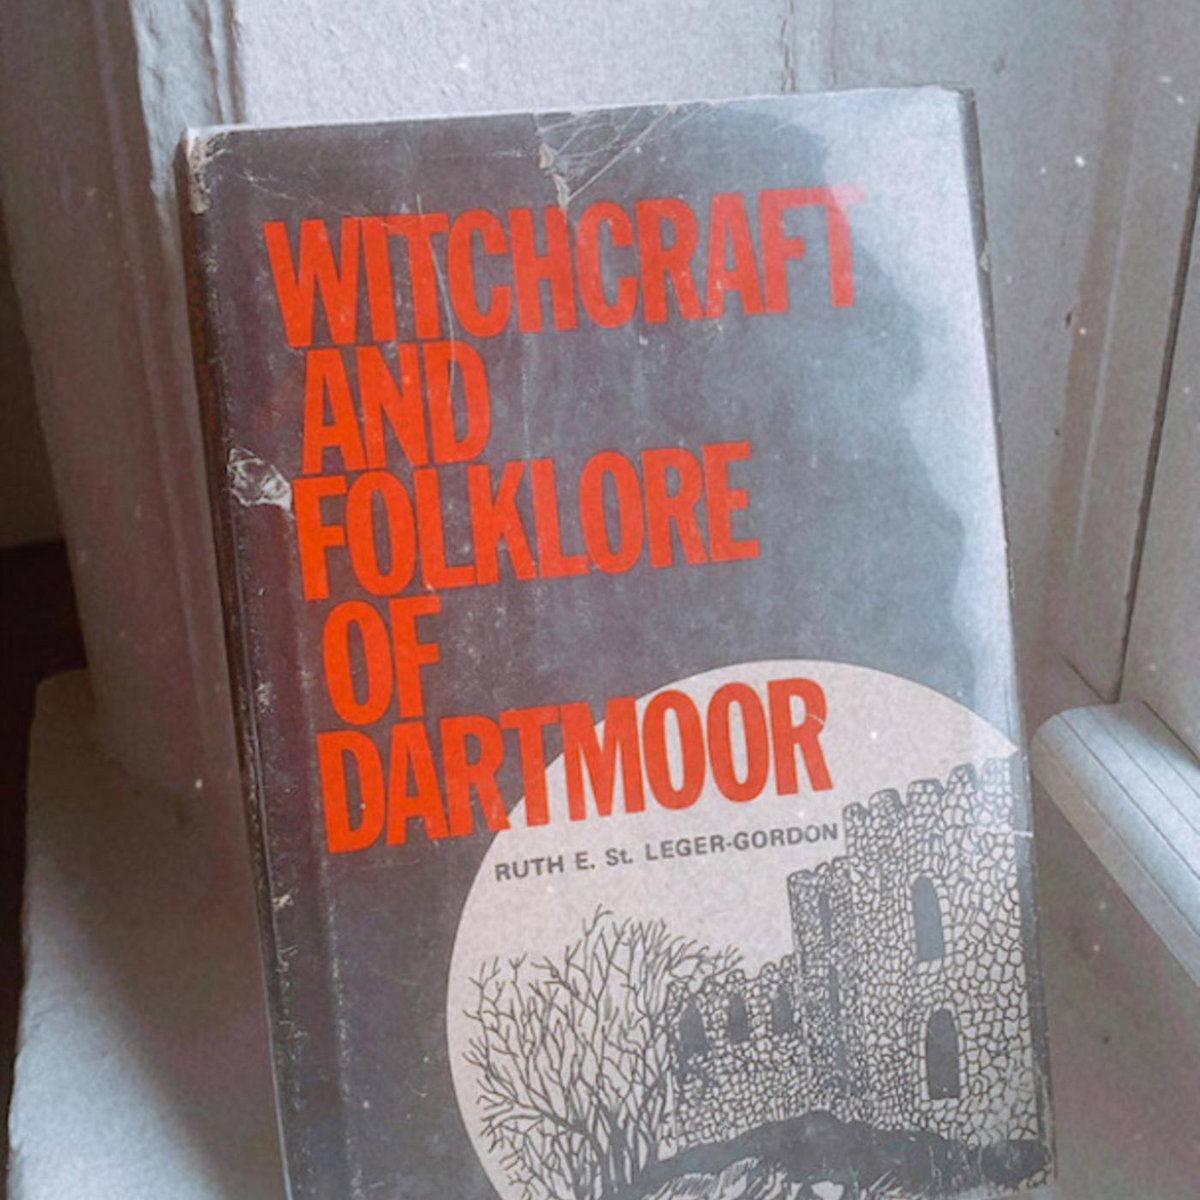 WITCHCRAFT
AND
FOLKLORE
OF
DARTMOOR
RUTH E. St. LEGER-GORDON